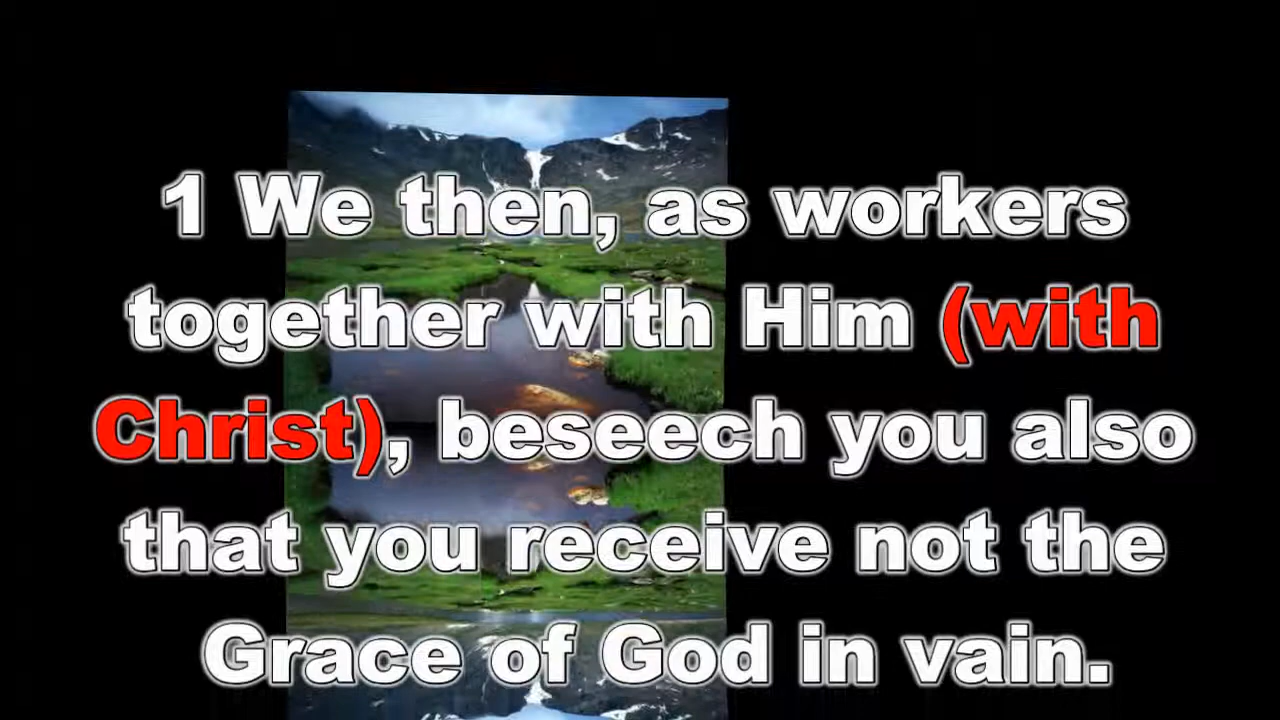 1 We then, as workers
together with Him (with
Christ), beseech you also
that you receive not the
Grace of God in vain.